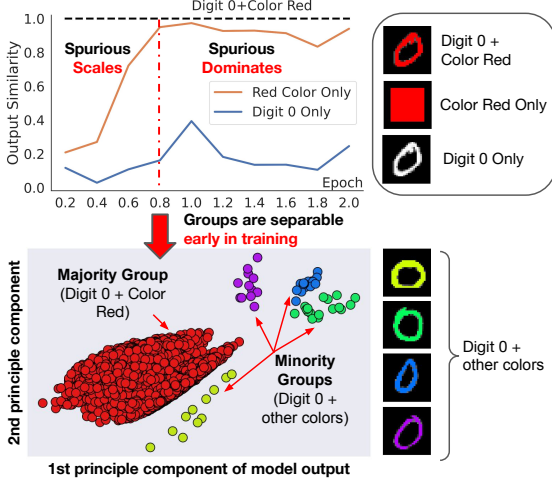 Digit 0+Color Red
Output Similarity
1.0
0.8
0.6
0.4
0.2
0.0
Spurious
Scales
Spurious
Dominates
Red Color Only
Digit 0 Only
Epoch
0.2 0.4 0.6 0.8 1.0 1.2 1.4 1.6 1.8 2.0
Digit 0 +
Color Red
Color Red Only
Digit 0 Only
Groups are separable
early in training
2nd principle component
Majority Group
(Digit 0 + Color
Red)
Minority
Groups
(Digit 0 +
other colors)
1st principle component of model output
Digit 0 +
other colors